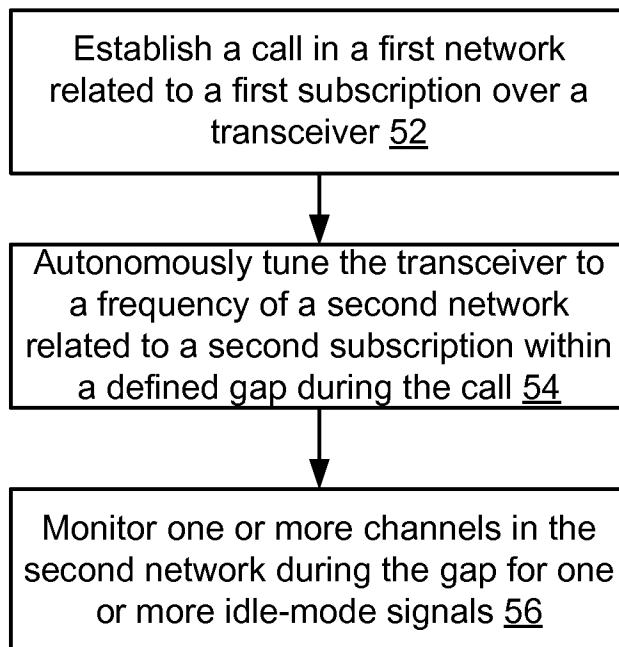 Establish a call in a first network
related to a first subscription over a
transceiver 52
Autonomously tune the transceiver to
a frequency of a second network
related to a second subscription within
a defined gap during the call 54
Monitor one or more channels in the
second network during the gap for one
or more idle-mode signals 56